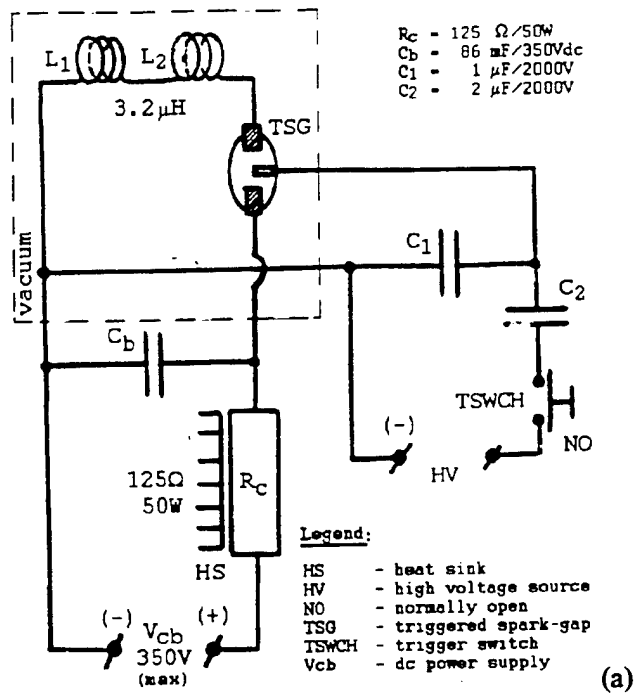 L1 L2
3.2μH
TSG
Rc = 125 Ω/50W
Cb = 86 mF/350Vdc
C1 = 1 μF/2000V
C2 = 2 μF/2000V
vacuum
C1
C2
Cb
TSWCH
NO
(-)
HV
125Ω
50W
Rc
HS
(-) Vcb (+)
350V
(max)
Legend:
HS - heat sink
HV - high voltage source
NO - normally open
TSG - triggered spark-gap
TSWCH - trigger switch
Vcb - dc power supply
(a)